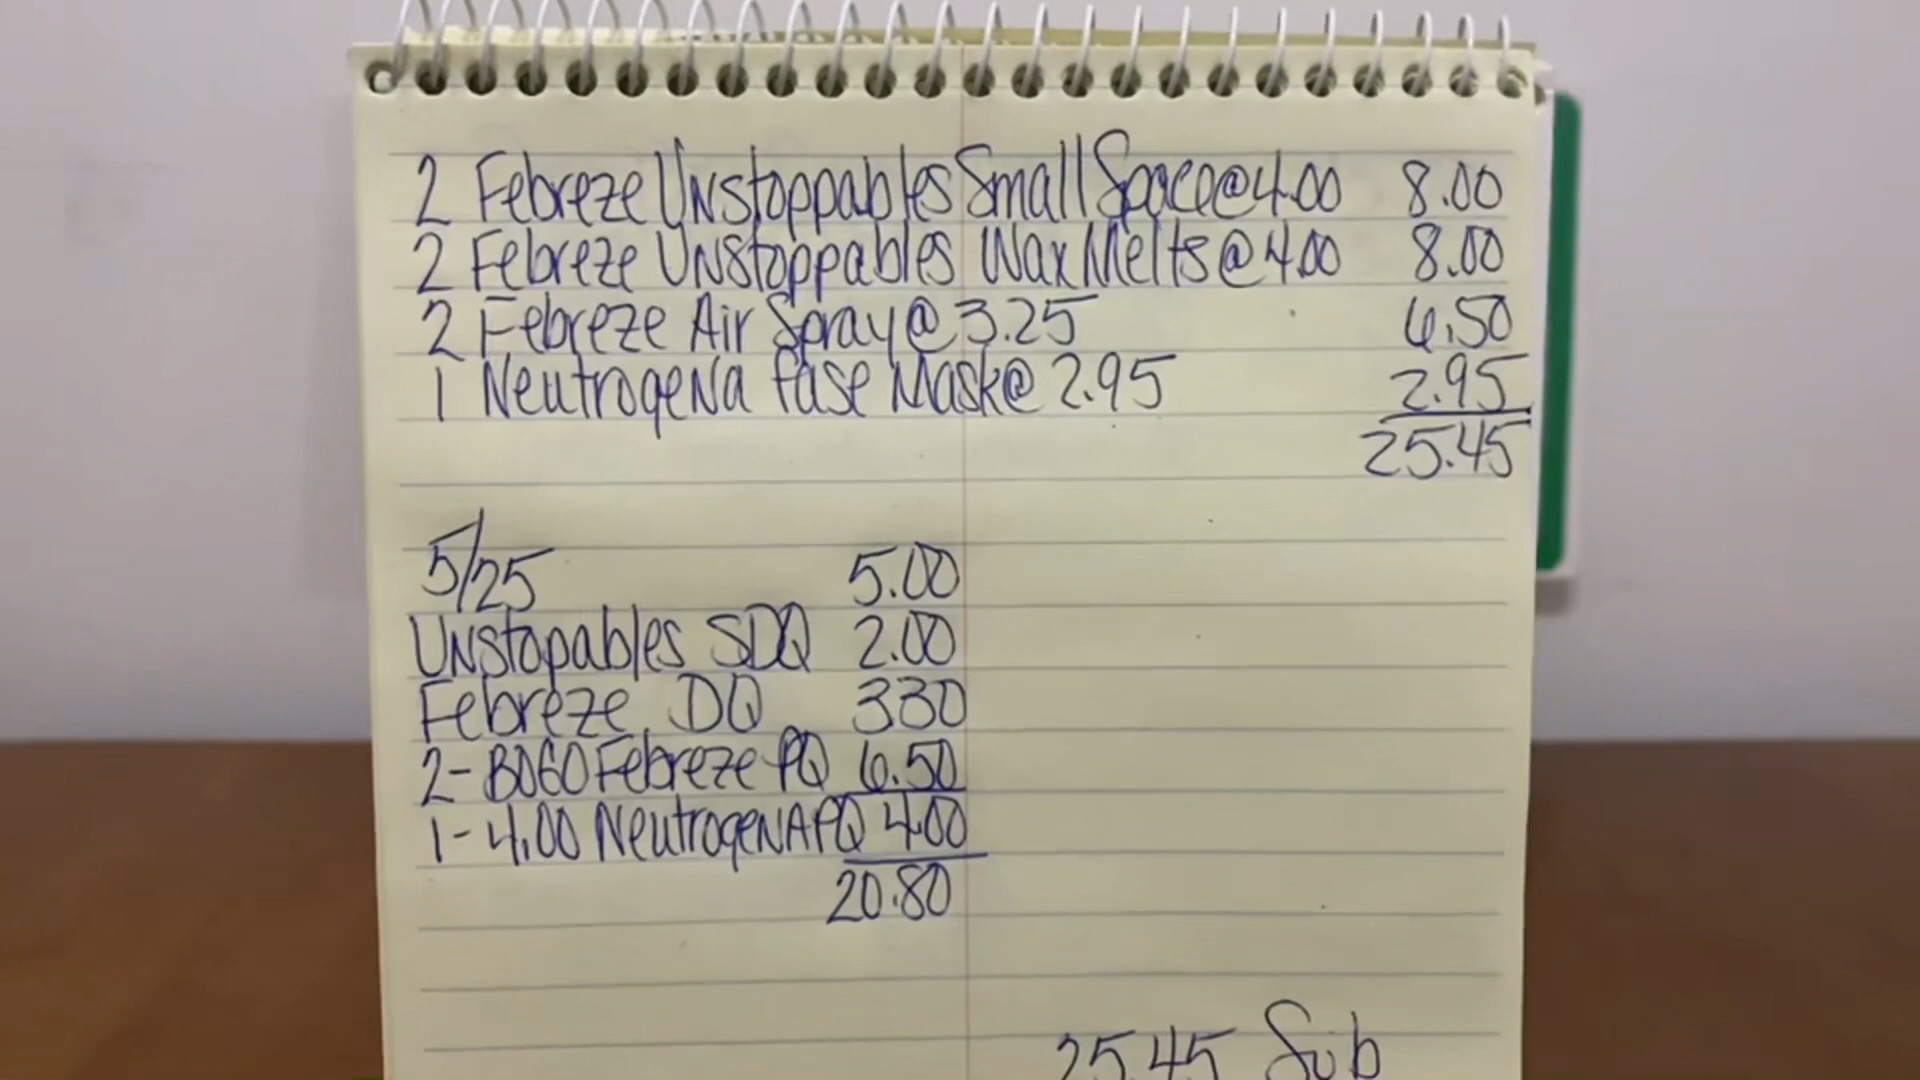 2 Febreze Unstoppables Small Space@4.00 8.00
2 Febreze Unstoppables Wax Melts@4.00 8.00
2 Febreze Air Spray@3.25 6.50
1 Neutrogena fase Mask@2.95 2.95
25.45
5/25 5.00
Unstopables SDQ 2.00
Febreze DQ 330
2-BOGO Febreze PQ 6.50
1-4.00 Neutrogena PQ 4.00
20.80
25.45 Sub